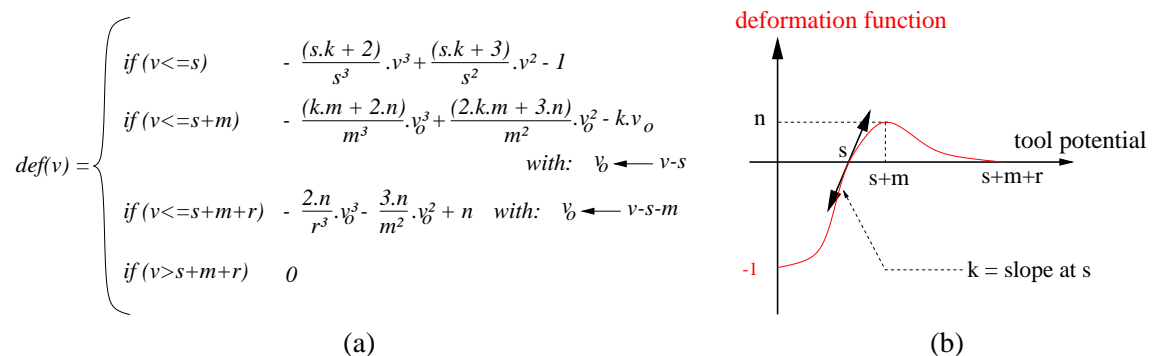 if (v<=s) - (s.k + 2)/s³ .v³ + (s.k + 3)/s² .v² - 1
if (v<=s+m) - (k.m + 2.n)/m³ .v₀³ + (2.k.m + 3.n)/m² .v₀² - k.v₀
with: v₀ ← v-s
def(v) =
if (v<=s+m+r) - 2.n/r³ .v₀³ - 3.n/m² .v₀² + n with: v₀ ← v-s-m
if (v>s+m+r) 0
(a)
deformation function
n
tool potential
s
s+m
s+m+r
-1
k = slope at s
(b)